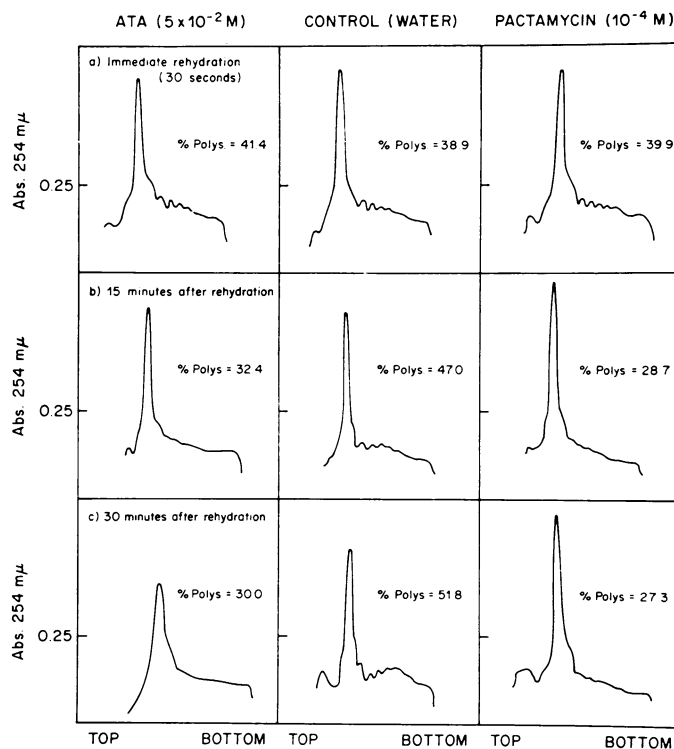 ATA (5 x 10⁻² M) CONTROL (WATER) PACTAMYCIN (10⁻⁴ M)
a) Immediate rehydration
(30 seconds)
% Polys. = 41.4 % Polys = 38.9 % Polys = 39.9
Abs. 254 mμ
0.25
b) 15 minutes after rehydration
% Polys = 32.4 % Polys = 47.0 % Polys = 28.7
Abs. 254 mμ
0.25
c) 30 minutes after rehydration
% Polys = 30.0 % Polys = 51.8 % Polys = 27.3
Abs. 254 mμ
0.25
TOP BOTTOM TOP BOTTOM TOP BOTTOM